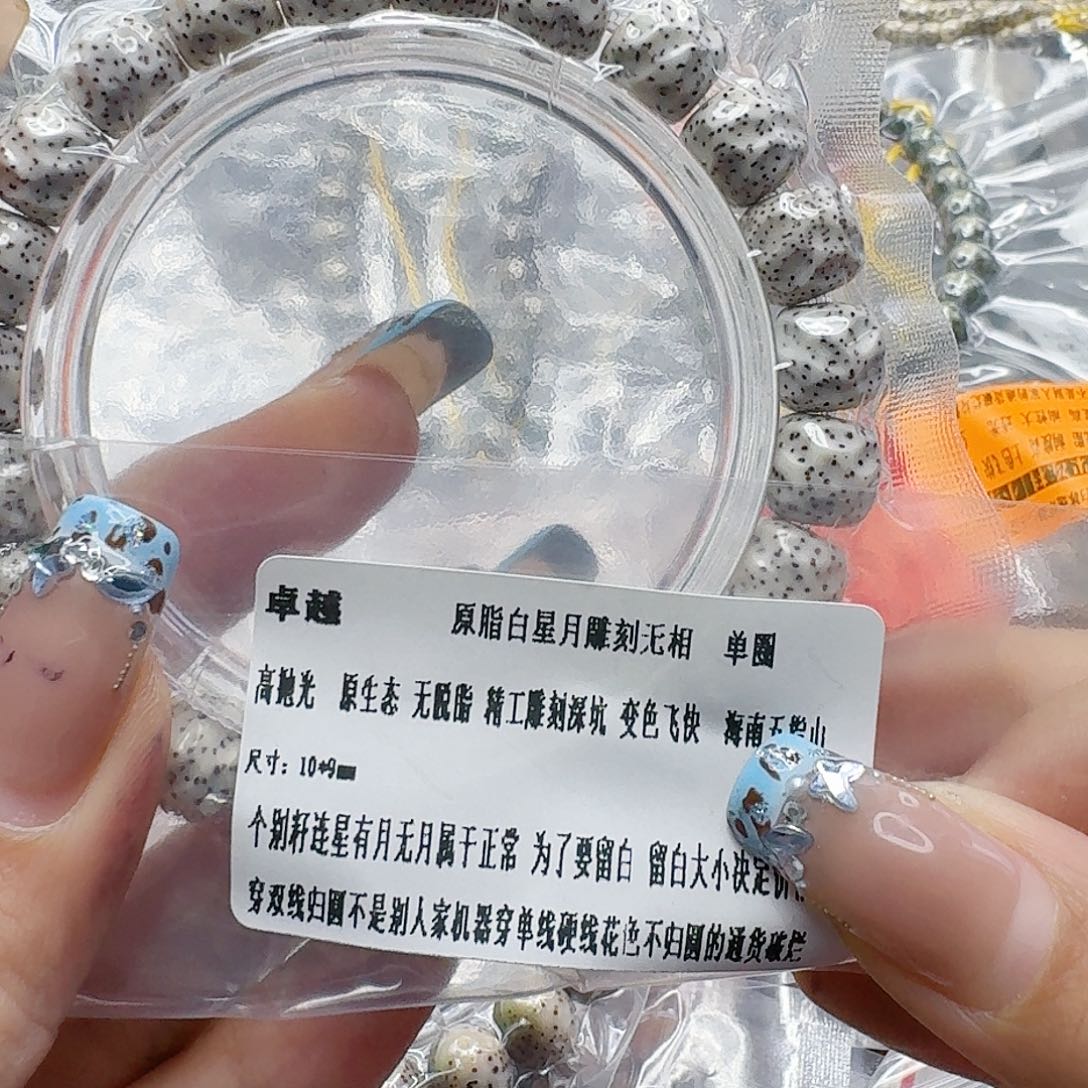 卓越 原脂白星月雕刻无相 单圈
高抛光 原生态 无脱脂 精工雕刻深坑 变色飞快 海南五指山
尺寸：10*9mm
个别籽连星有月无月属于正常 为了要留白 留白大小决定价
穿双线归圆不是别人家机器穿单线硬线花色不归圆的通货破烂